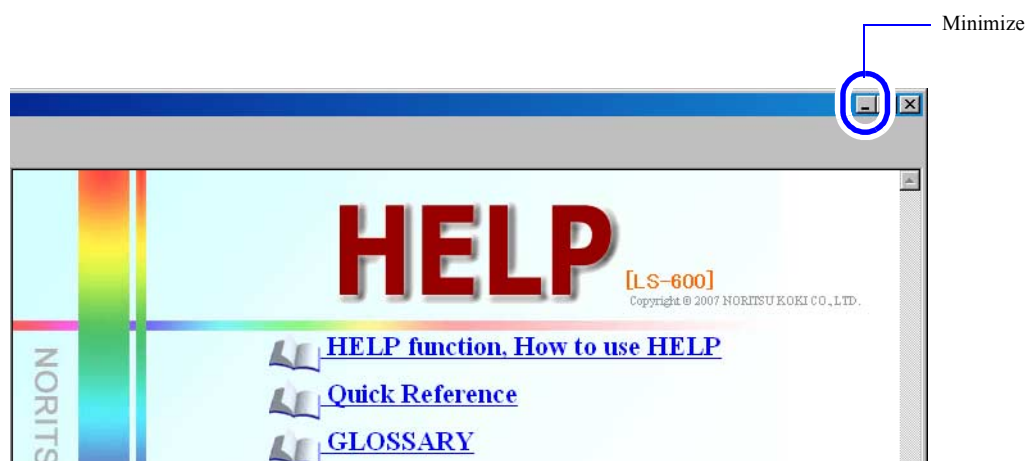 Minimize
HELP
[LS-600]
Copyright © 2007 NORITSU KOKI CO., LTD.
HELP function, How to use HELP
Quick Reference
GLOSSARY
NORITS